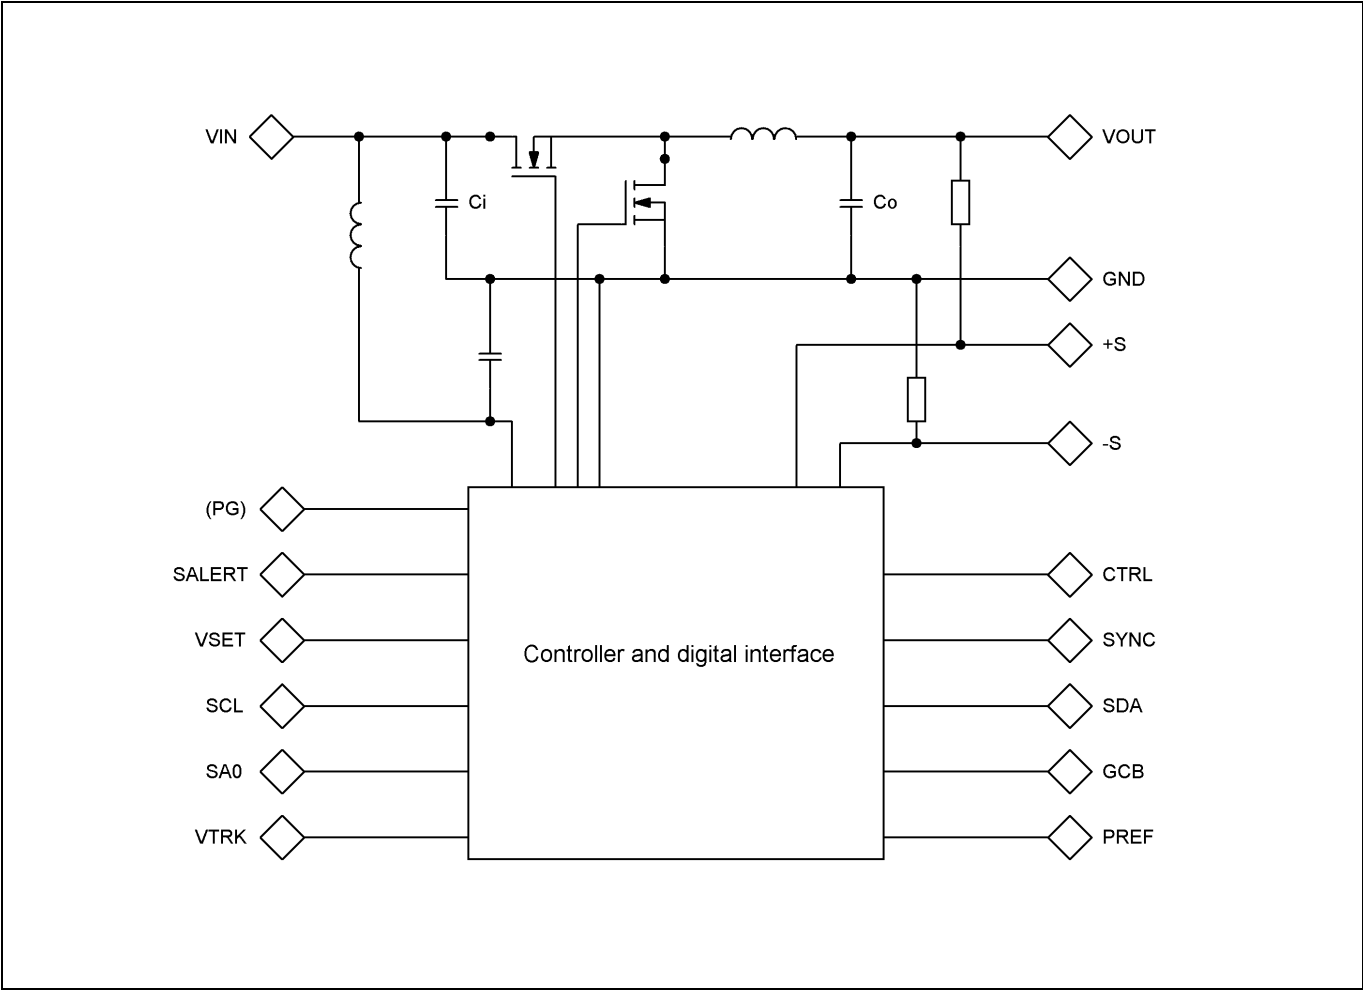 VIN
VOUT
Ci
Co
GND
+S
-S
(PG)
SALERT
CTRL
VSET
SYNC
Controller and digital interface
SCL
SDA
SA0
GCB
VTRK
PREF